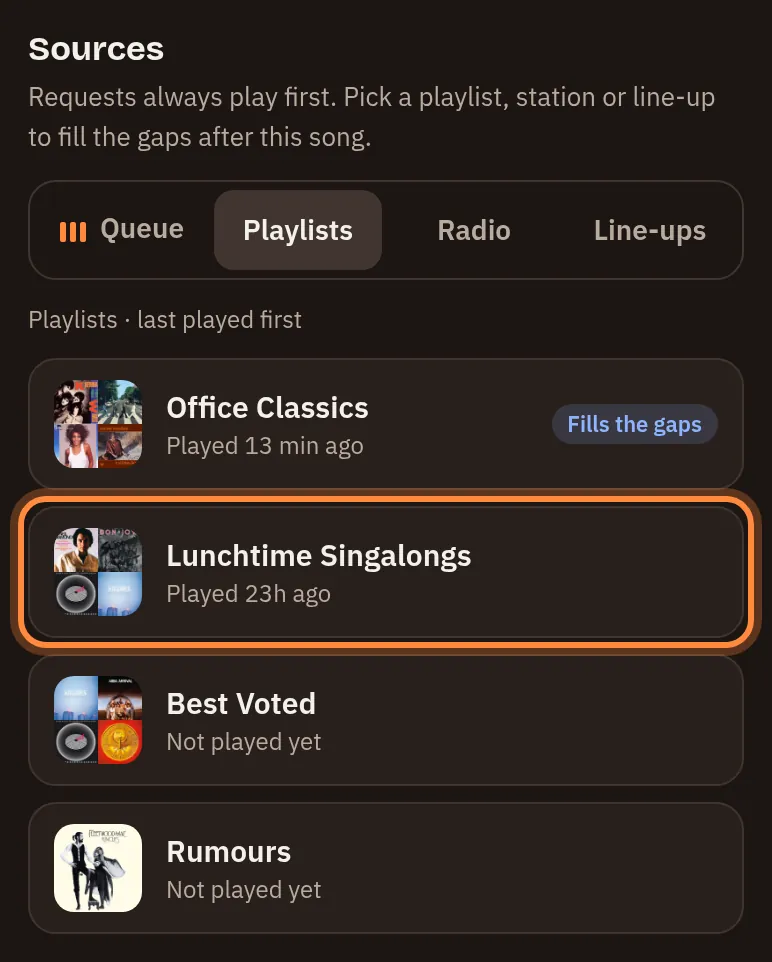 Sources
Requests always play first. Pick a playlist, station or line-up
to fill the gaps after this song.
Queue
Playlists
Radio
Line-ups
Playlists · last played first
Office Classics
Played 13 min ago
Fills the gaps
Lunchtime Singalongs
Played 23h ago
Best Voted
Not played yet
Rumours
Not played yet